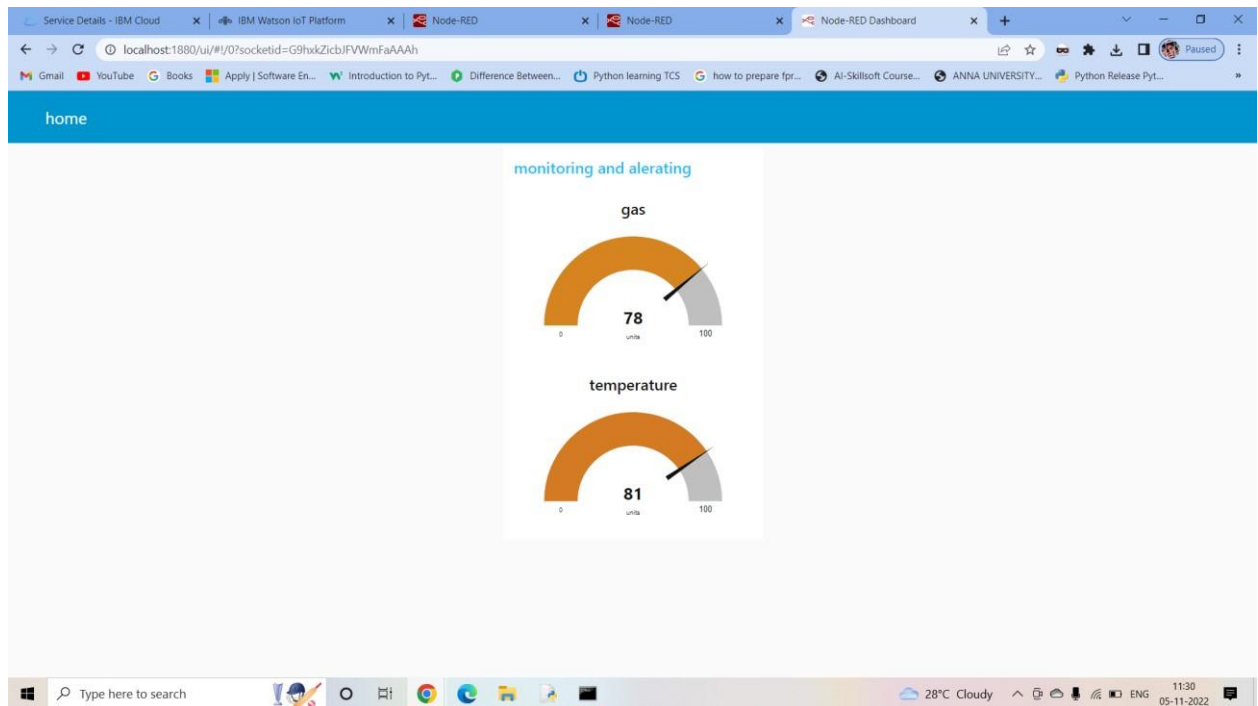 Service Details - IBM Cloud
IBM Watson IoT Platform
Node-RED
Node-RED
Node-RED Dashboard
localhost:1880/ui/#!/0?socketid=G9hxkZicbJFVWmFaAAAh
Paused
Gmail
YouTube
Books
Apply | Software En...
Introduction to Pyt...
Difference Between...
Python learning TCS
how to prepare fpr...
AI-Skillsoft Course...
ANNA UNIVERSITY...
Python Release Pyt...
»
home
monitoring and alerating
gas
78
units
0
100
temperature
81
units
0
100
Type here to search
28°C Cloudy
ENG
11:30
05-11-2022